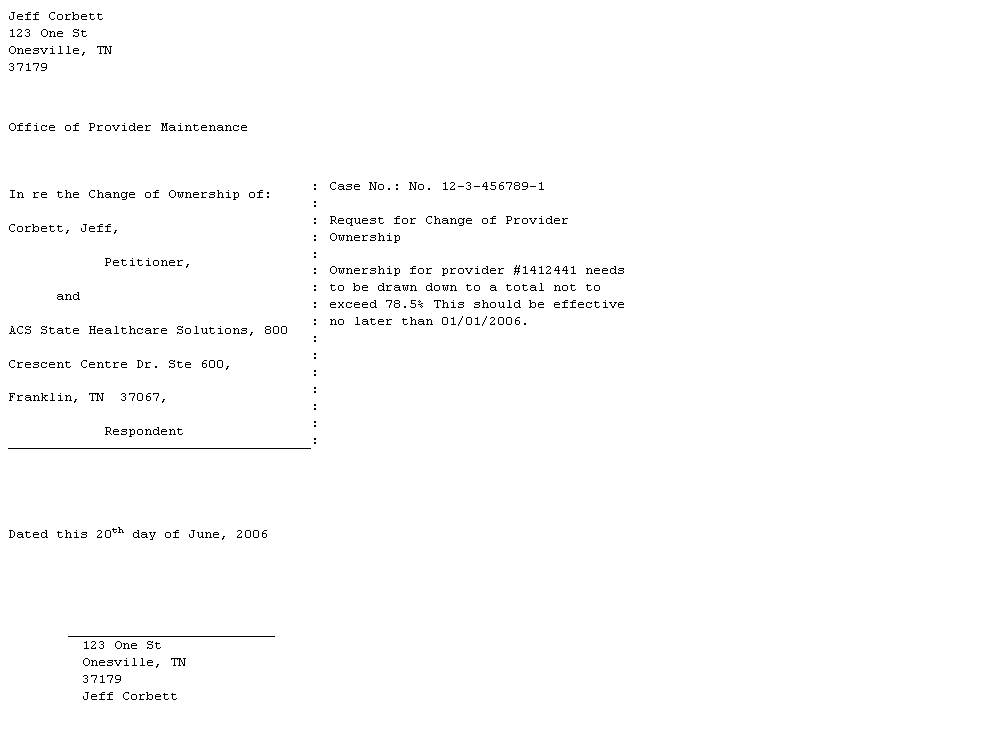 Jeff Corbett
123 One St
Onesville, TN
37179
Office of Provider Maintenance
In re the Change of Ownership of:
Corbett, Jeff,
Petitioner,
and
ACS State Healthcare Solutions, 800
Crescent Centre Dr. Ste 600,
Franklin, TN  37067,
Respondent
: Case No.: No. 12-3-456789-1
:
: Request for Change of Provider
: Ownership
:
: Ownership for provider #1412441 needs
: to be drawn down to a total not to
: exceed 78.5% This should be effective
: no later than 01/01/2006.
:
:
:
:
:
:
:
Dated this 20th day of June, 2006
123 One St
Onesville, TN
37179
Jeff Corbett